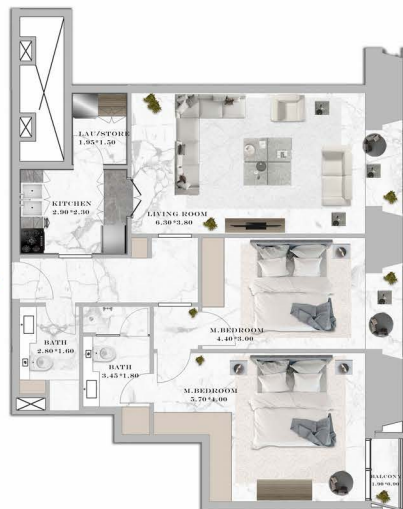 LAU/STORE
1.95*1.50
KITCHEN
2.90*2.30
LIVING ROOM
6.30*3.80
M.BEDROOM
4.40*3.00
BATH
2.80*1.60
BATH
3.45*1.80
M.BEDROOM
5.70*4.00
BALCONY